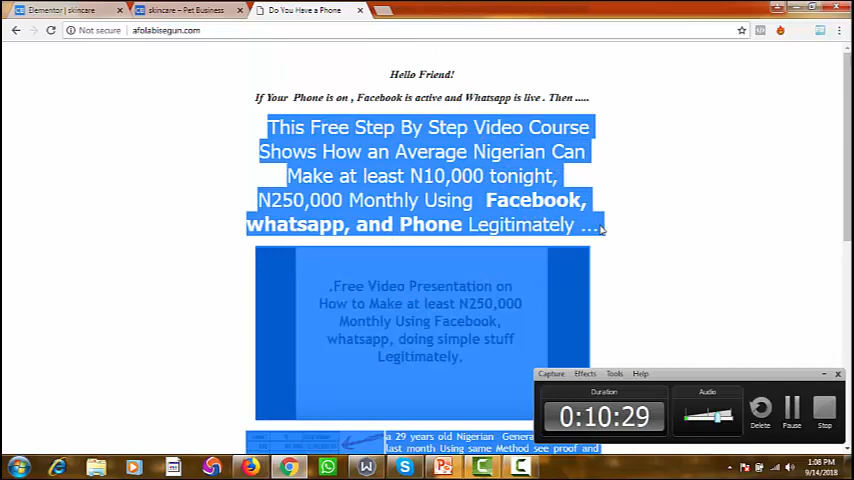 Elementor | skincare
skincare – Pet Business
Do You Have a Phone
Not secure | afolabisegun.com
Hello Friend!
If Your Phone is on , Facebook is active and Whatsapp is live . Then .....
This Free Step By Step Video Course
Shows How an Average Nigerian Can
Make at least N10,000 tonight,
N250,000 Monthly Using Facebook,
whatsapp, and Phone Legitimately ...
.Free Video Presentation on
How to Make at least N250,000
Monthly Using Facebook,
whatsapp, doing simple stuff
Legitimately.
a 29 years old Nigerian Genera
last month Using same Method see proof and
Capture Effects Tools Help
Duration
0:10:29
Audio
Delete
Pause
Stop
1:08 PM
9/14/2018